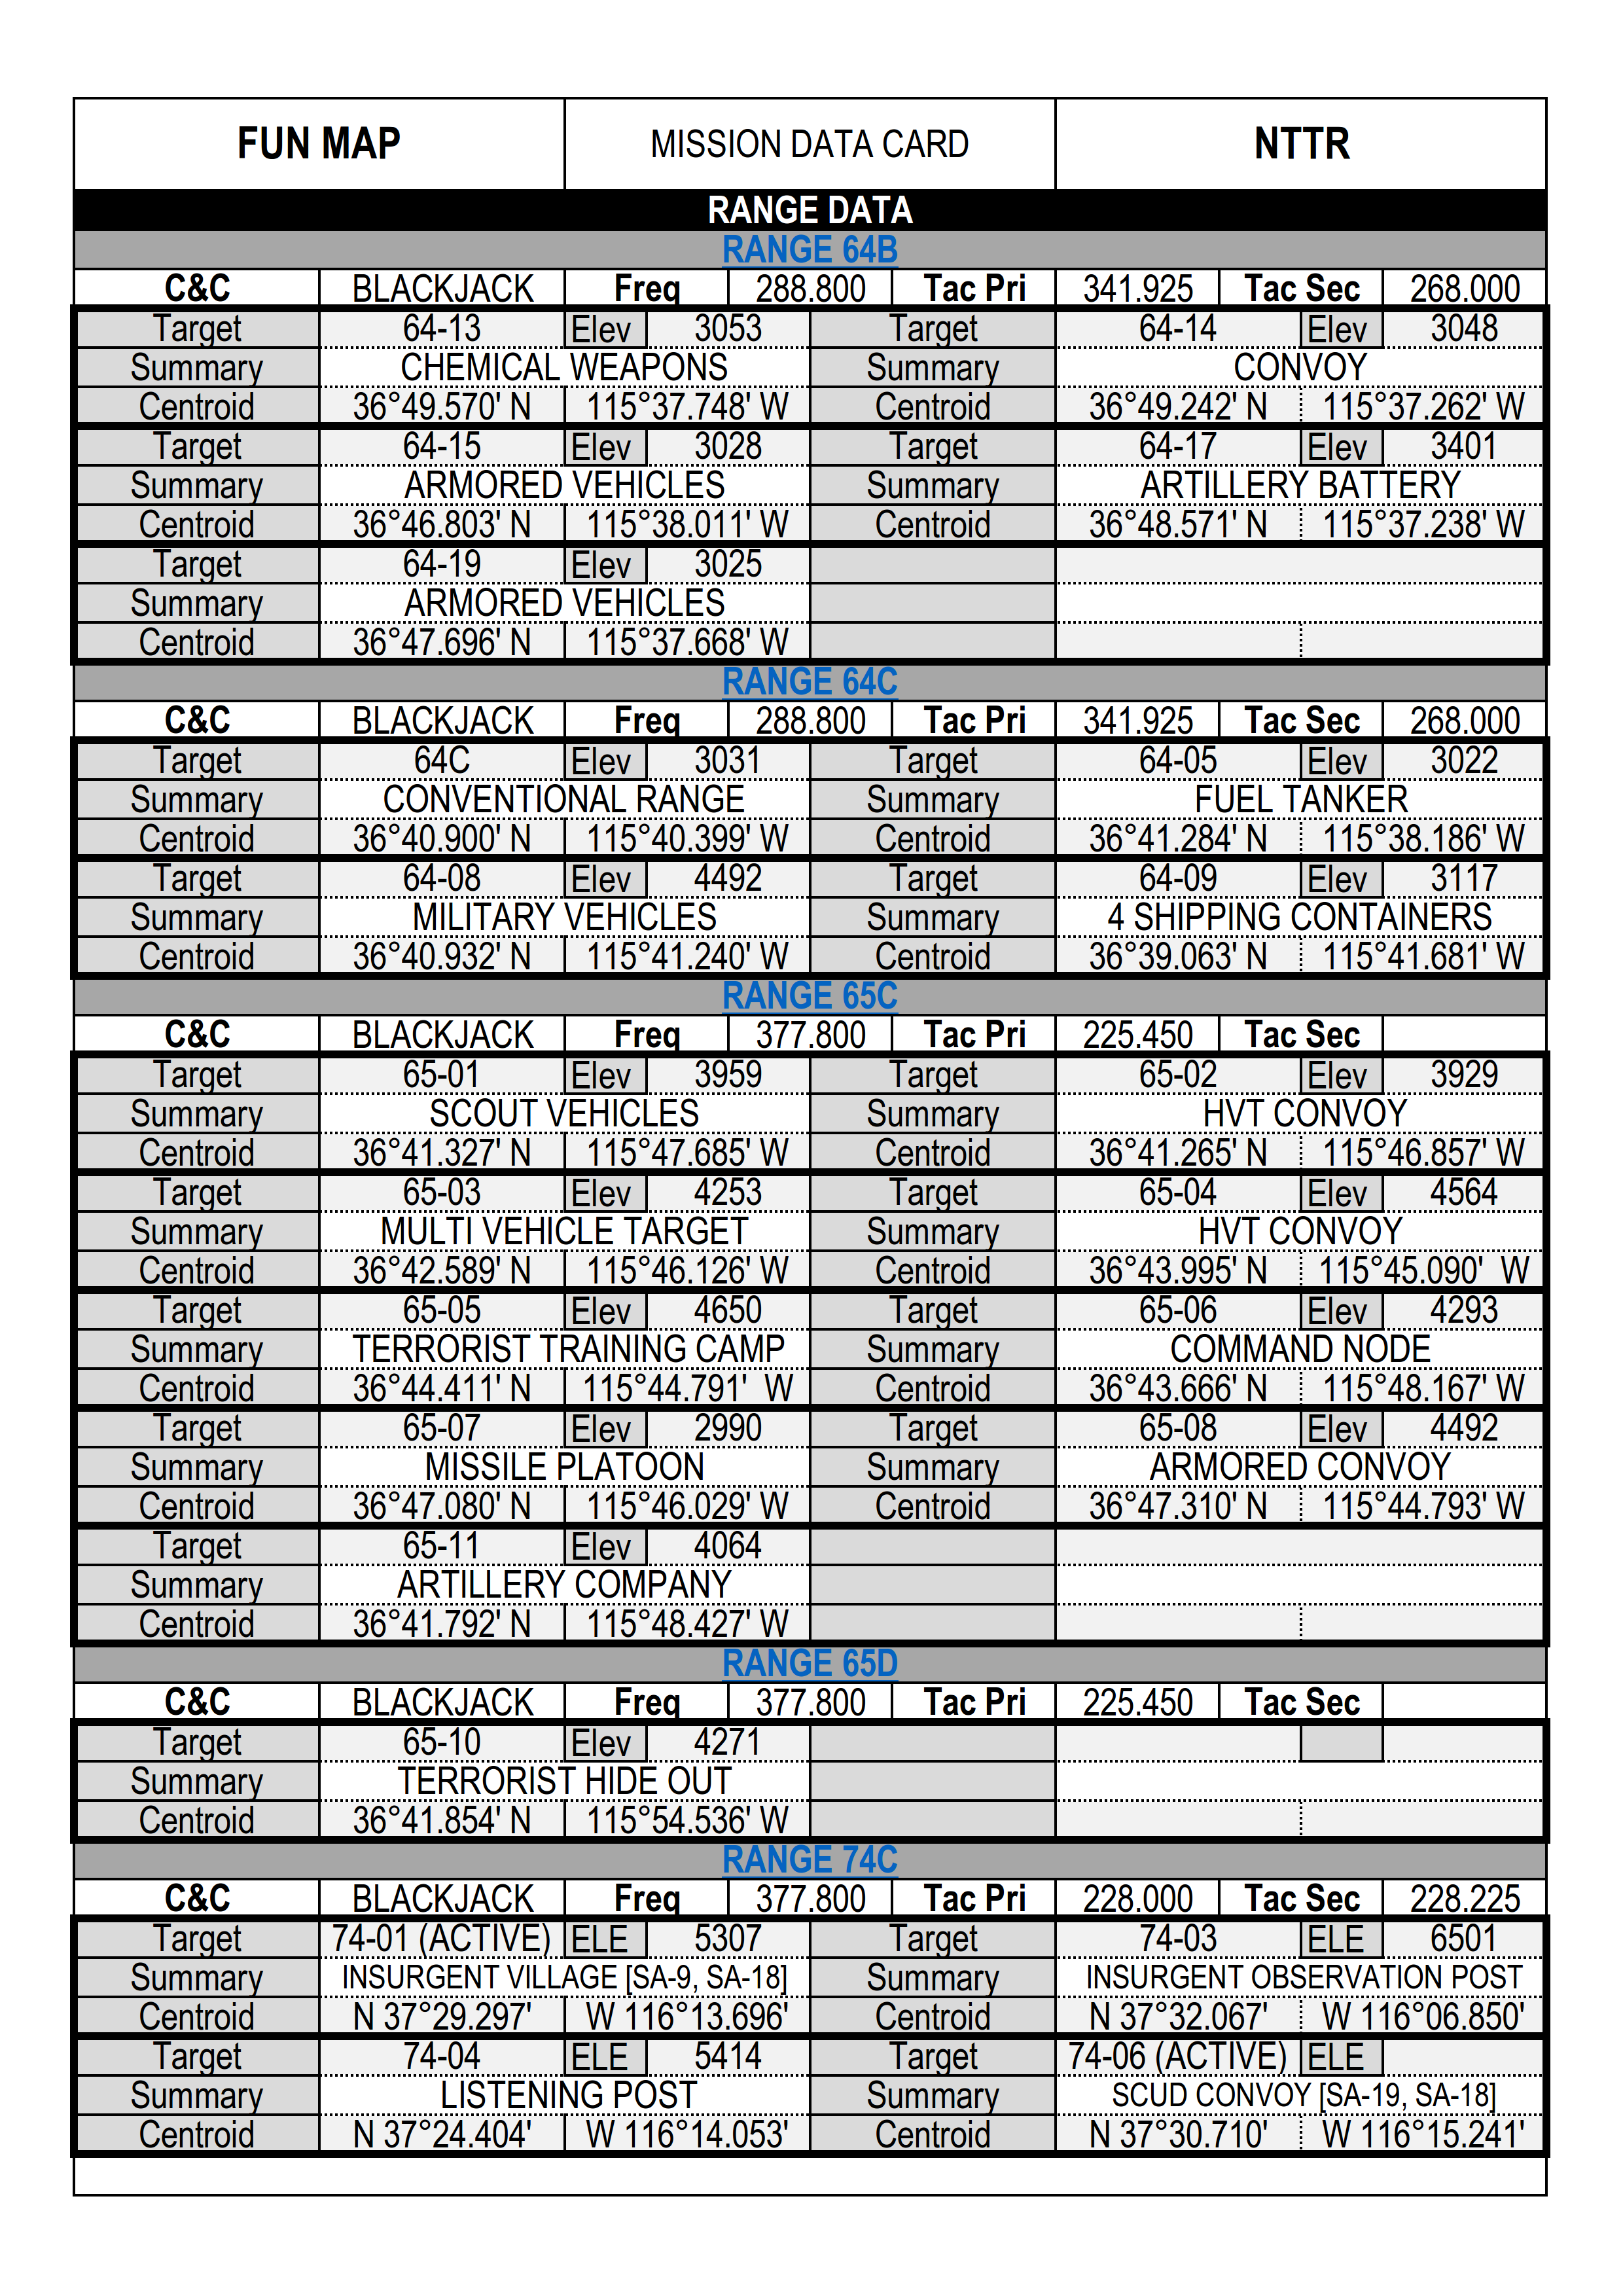 FUN MAP MISSION DATA CARD NTTR
RANGE DATA
RANGE 64B
C&C BLACKJACK Freq 288.800 Tac Pri 341.925 Tac Sec 268.000
Target 64-13 Elev 3053 Target 64-14 Elev 3048
Summary CHEMICAL WEAPONS Summary CONVOY
Centroid 36°49.570' N 115°37.748' W Centroid 36°49.242' N 115°37.262' W
Target 64-15 Elev 3028 Target 64-17 Elev 3401
Summary ARMORED VEHICLES Summary ARTILLERY BATTERY
Centroid 36°46.803' N 115°38.011' W Centroid 36°48.571' N 115°37.238' W
Target 64-19 Elev 3025
Summary ARMORED VEHICLES
Centroid 36°47.696' N 115°37.668' W
RANGE 64C
C&C BLACKJACK Freq 288.800 Tac Pri 341.925 Tac Sec 268.000
Target 64C Elev 3031 Target 64-05 Elev 3022
Summary CONVENTIONAL RANGE Summary FUEL TANKER
Centroid 36°40.900' N 115°40.399' W Centroid 36°41.284' N 115°38.186' W
Target 64-08 Elev 4492 Target 64-09 Elev 3117
Summary MILITARY VEHICLES Summary 4 SHIPPING CONTAINERS
Centroid 36°40.932' N 115°41.240' W Centroid 36°39.063' N 115°41.681' W
RANGE 65C
C&C BLACKJACK Freq 377.800 Tac Pri 225.450 Tac Sec
Target 65-01 Elev 3959 Target 65-02 Elev 3929
Summary SCOUT VEHICLES Summary HVT CONVOY
Centroid 36°41.327' N 115°47.685' W Centroid 36°41.265' N 115°46.857' W
Target 65-03 Elev 4253 Target 65-04 Elev 4564
Summary MULTI VEHICLE TARGET Summary HVT CONVOY
Centroid 36°42.589' N 115°46.126' W Centroid 36°43.995' N 115°45.090' W
Target 65-05 Elev 4650 Target 65-06 Elev 4293
Summary TERRORIST TRAINING CAMP Summary COMMAND NODE
Centroid 36°44.411' N 115°44.791' W Centroid 36°43.666' N 115°48.167' W
Target 65-07 Elev 2990 Target 65-08 Elev 4492
Summary MISSILE PLATOON Summary ARMORED CONVOY
Centroid 36°47.080' N 115°46.029' W Centroid 36°47.310' N 115°44.793' W
Target 65-11 Elev 4064
Summary ARTILLERY COMPANY
Centroid 36°41.792' N 115°48.427' W
RANGE 65D
C&C BLACKJACK Freq 377.800 Tac Pri 225.450 Tac Sec
Target 65-10 Elev 4271
Summary TERRORIST HIDE OUT
Centroid 36°41.854' N 115°54.536' W
RANGE 74C
C&C BLACKJACK Freq 377.800 Tac Pri 228.000 Tac Sec 228.225
Target 74-01 (ACTIVE) ELE 5307 Target 74-03 ELE 6501
Summary INSURGENT VILLAGE [SA-9, SA-18] Summary INSURGENT OBSERVATION POST
Centroid N 37°29.297' W 116°13.696' Centroid N 37°32.067' W 116°06.850'
Target 74-04 ELE 5414 Target 74-06 (ACTIVE) ELE
Summary LISTENING POST Summary SCUD CONVOY [SA-19, SA-18]
Centroid N 37°24.404' W 116°14.053' Centroid N 37°30.710' W 116°15.241'